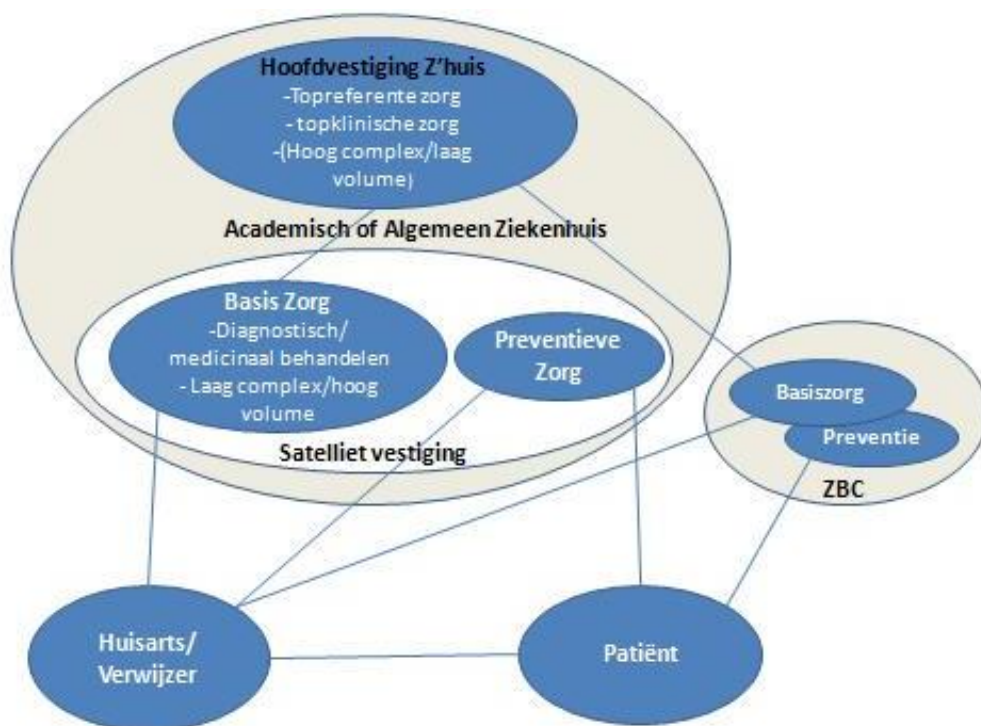 Hoofdvestiging Z'huis
-Topreferente zorg
- topklinische zorg
-(Hoog complex/laag
volume)
Academisch of Algemeen Ziekenhuis
Basis Zorg
-Diagnostisch/
medicinaal behandelen
- Laag complex/hoog
volume
Preventieve
Zorg
Satelliet vestiging
Basiszorg
Preventie
ZBC
Huisarts/
Verwijzer
Patiënt